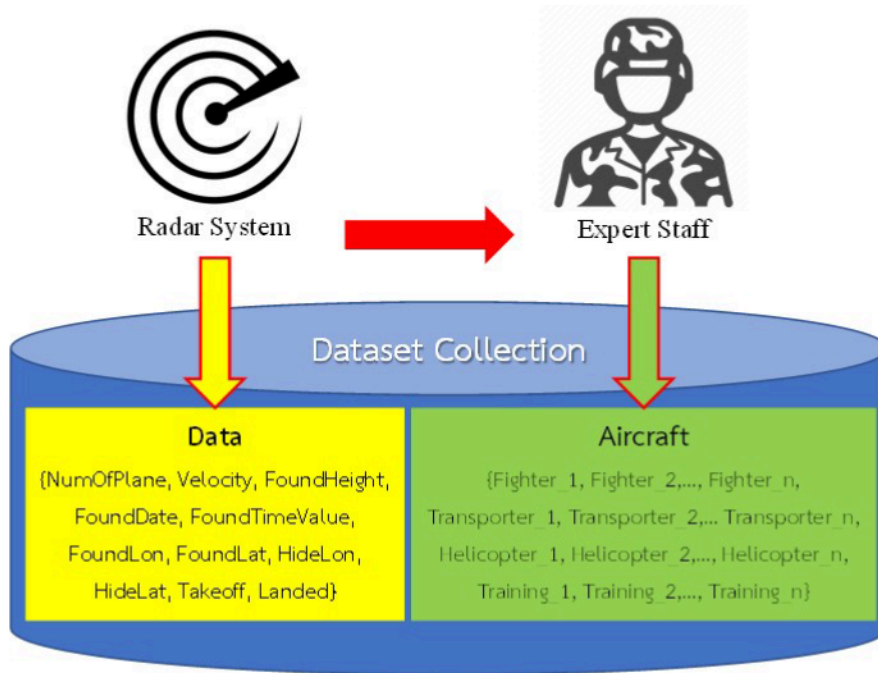 Radar System
Expert Staff
Dataset Collection
Data
{NumOfPlane, Velocity, FoundHeight,
FoundDate, FoundTimeValue,
FoundLon, FoundLat, HideLon,
HideLat, Takeoff, Landed}
Aircraft
{Fighter_1, Fighter_2,..., Fighter_n,
Transporter_1, Transporter_2,... Transporter_n,
Helicopter_1, Helicopter_2,..., Helicopter_n,
Training_1, Training_2,..., Training_n}